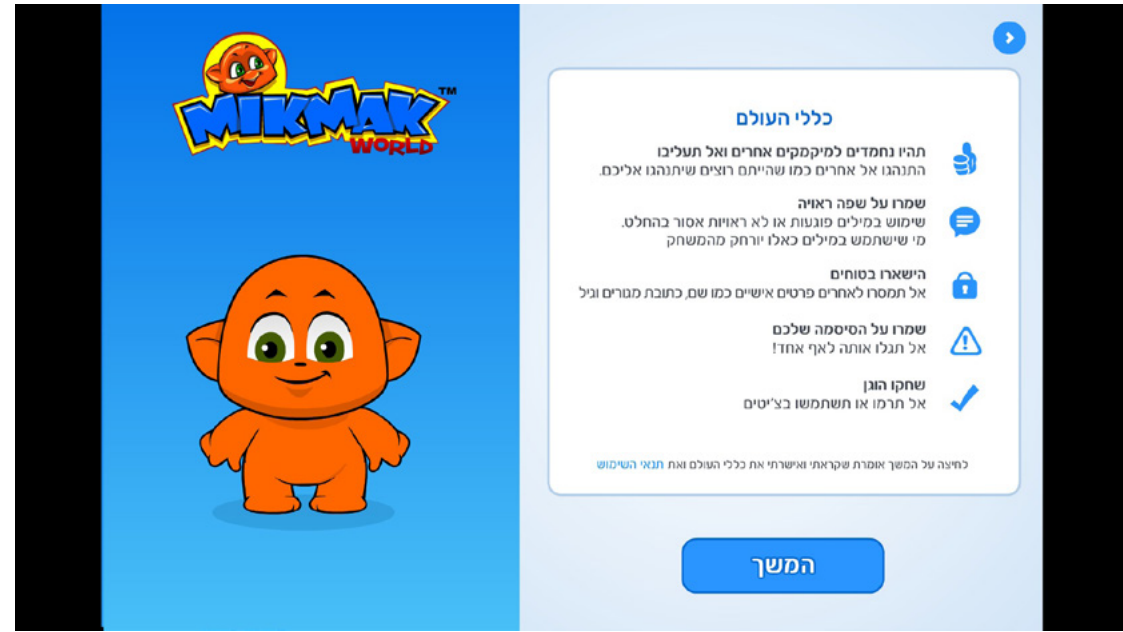 MIKMAK
WORLD
TM
כללי העולם
תהיו נחמדים למיקמקים אחרים ואל תעליבו
התנהגו אל אחרים כמו שהייתם רוצים שיתנהגו אליכם.
שמרו על שפה ראויה
שימוש במילים פוגעות או לא ראויות אסור בהחלט.
מי שישתמש במילים כאלו יורחק מהמשחק
הישארו בטוחים
אל תמסרו לאחרים פרטים אישיים כמו שם, כתובת מגורים וגיל
שמרו על הסיסמה שלכם
אל תגלו אותה לאף אחד!
שחקו הוגן
אל תרמו או תשתמשו בצ'יטים
לחיצה על המשך אומרת שקראתי ואישרתי את כללי העולם ואת תנאי השימוש
המשך